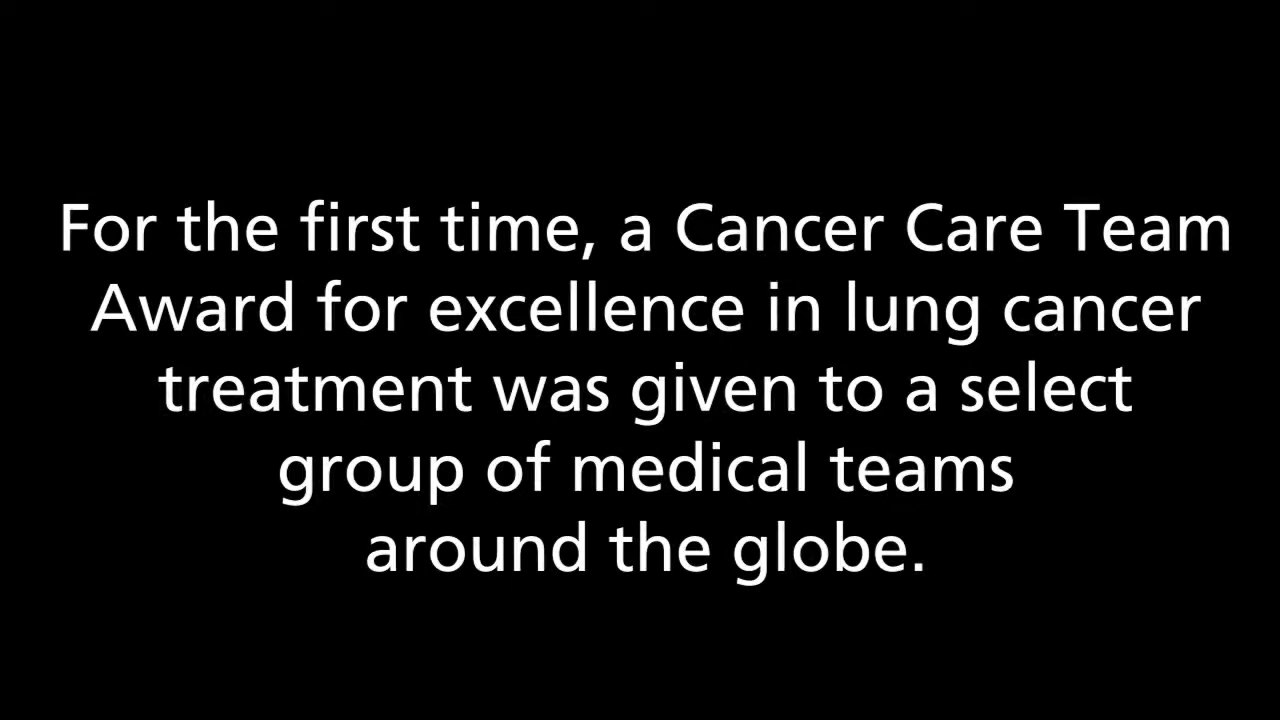 For the first time, a Cancer Care Team
Award for excellence in lung cancer
treatment was given to a select
group of medical teams
around the globe.